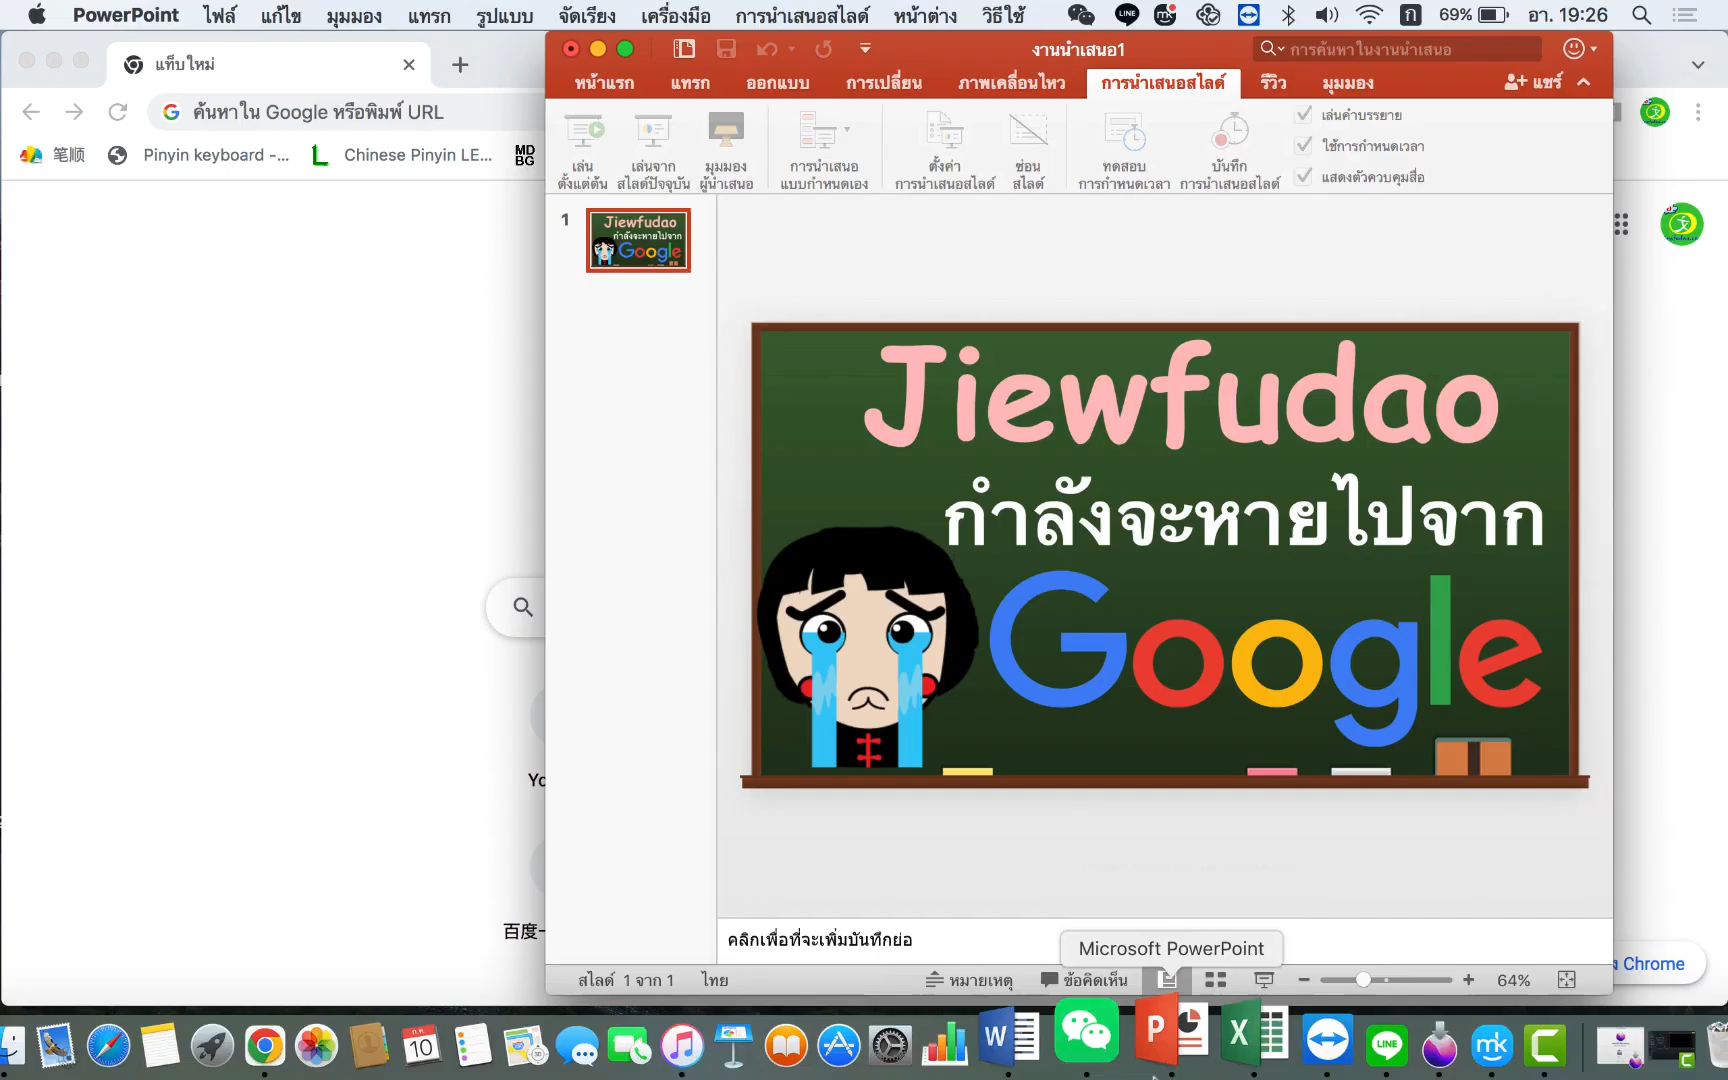 PowerPoint ไฟล์ แก้ไข มุมมอง แทรก รูปแบบ จัดเรียง เครื่องมือ การนำเสนอสไลด์ หน้าต่าง วิธีใช้ LINE mk ก 69% อา. 19:26
แท็บใหม่
ค้นหาใน Google หรือพิมพ์ URL
笔顺 Pinyin keyboard -... L Chinese Pinyin LE... MD BG
งานนำเสนอ1
การค้นหาในงานนำเสนอ
หน้าแรก แทรก ออกแบบ การเปลี่ยน ภาพเคลื่อนไหว การนำเสนอสไลด์ รีวิว มุมมอง แชร์
เล่น ตั้งแต่ต้น
เล่นจาก สไลด์ปัจจุบัน
มุมมอง ผู้นำเสนอ
การนำเสนอ แบบกำหนดเอง
ตั้งค่า การนำเสนอสไลด์
ซ่อน สไลด์
ทดสอบ การกำหนดเวลา
บันทึก การนำเสนอสไลด์
เล่นคำบรรยาย
ใช้การกำหนดเวลา
แสดงตัวควบคุมสื่อ
1
Jiewfudao
กำลังจะหายไปจาก
Google
Jiewfudao
กำลังจะหายไปจาก
Google
Yo
百度-
คลิกเพื่อที่จะเพิ่มบันทึกย่อ
Microsoft PowerPoint
Chrome
สไลด์ 1 จาก 1 ไทย หมายเหตุ ข้อคิดเห็น 64%
10
W
P
X
LINE
mk
C